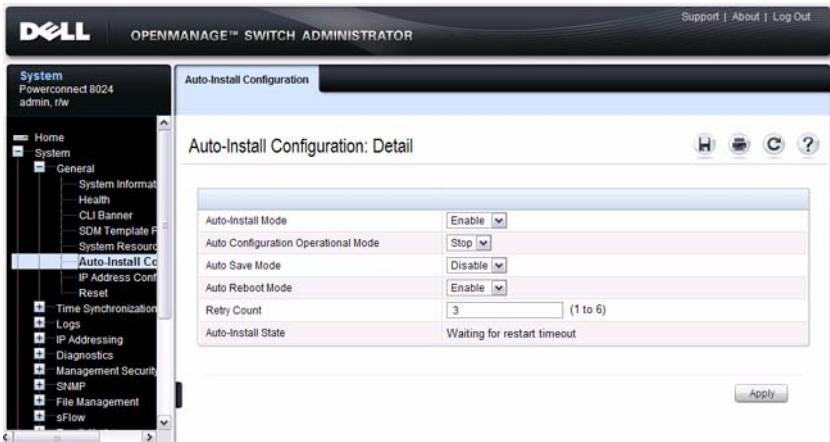 Support | About | Log Out
DELL OPENMANAGE™ SWITCH ADMINISTRATOR
System
Powerconnect 8024
admin, r/w
Auto-Install Configuration
Home
System
General
System Informat
Health
CLI Banner
SDM Template F
System Resourc
Auto-Install Co
IP Address Conf
Reset
Time Synchronization
Logs
IP Addressing
Diagnostics
Management Security
SNMP
File Management
sFlow
Auto-Install Configuration: Detail
Auto-Install Mode Enable
Auto Configuration Operational Mode Stop
Auto Save Mode Disable
Auto Reboot Mode Enable
Retry Count 3 (1 to 6)
Auto-Install State Waiting for restart timeout
Apply